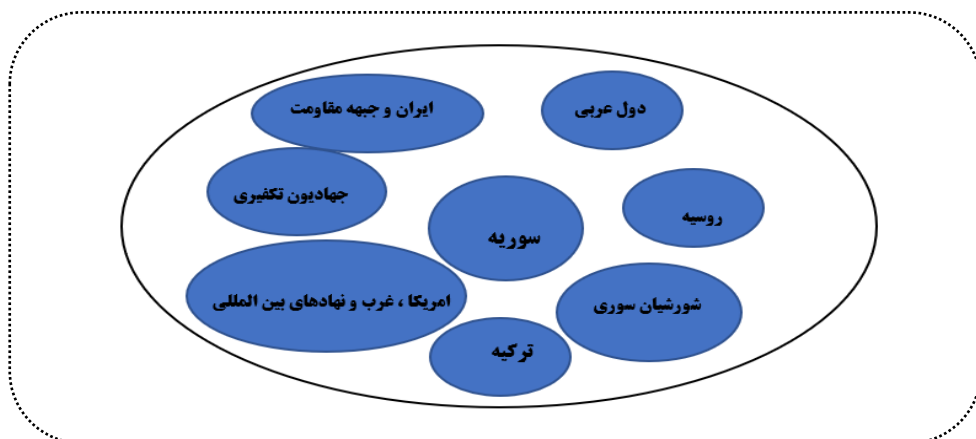 دول عربی
ایران و جبهه مقاومت
جهادیون تکفیری
روسیه
سوریه
امریکا ، غرب و نهادهای بین المللی
شورشیان سوری
ترکیه